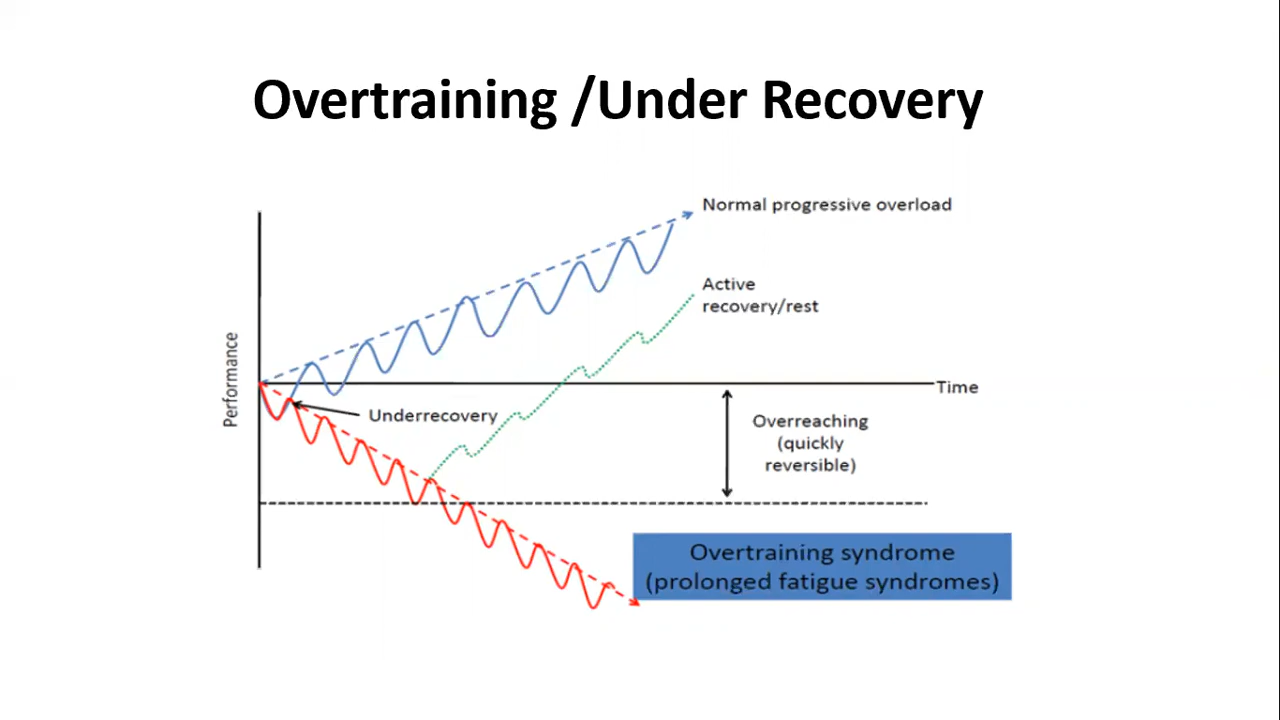 Overtraining /Under Recovery
Normal progressive overload
Active
recovery/rest
Performance
Time
Underrecovery
Overreaching
(quickly
reversible)
Overtraining syndrome
(prolonged fatigue syndromes)